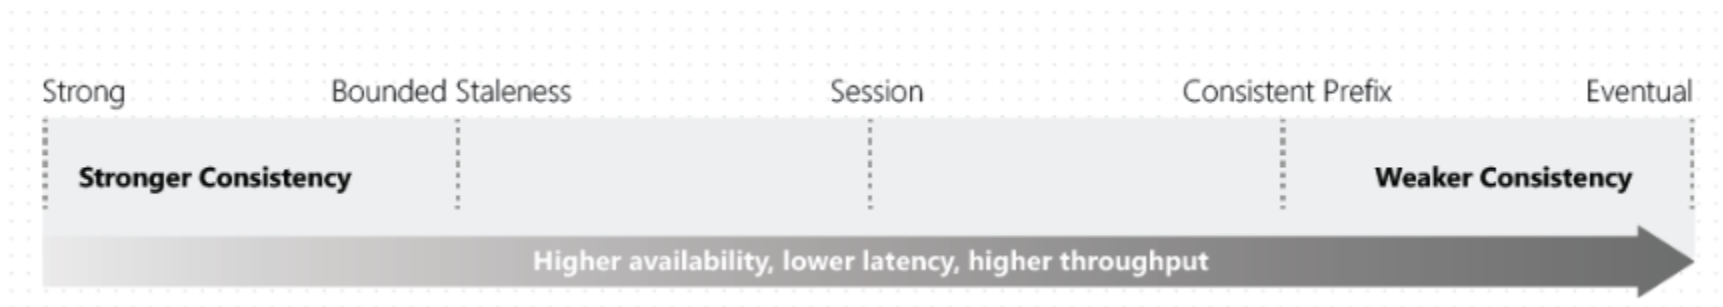 Strong Bounded Staleness Session Consistent Prefix Eventual
Stronger Consistency Weaker Consistency
Higher availability, lower latency, higher throughput